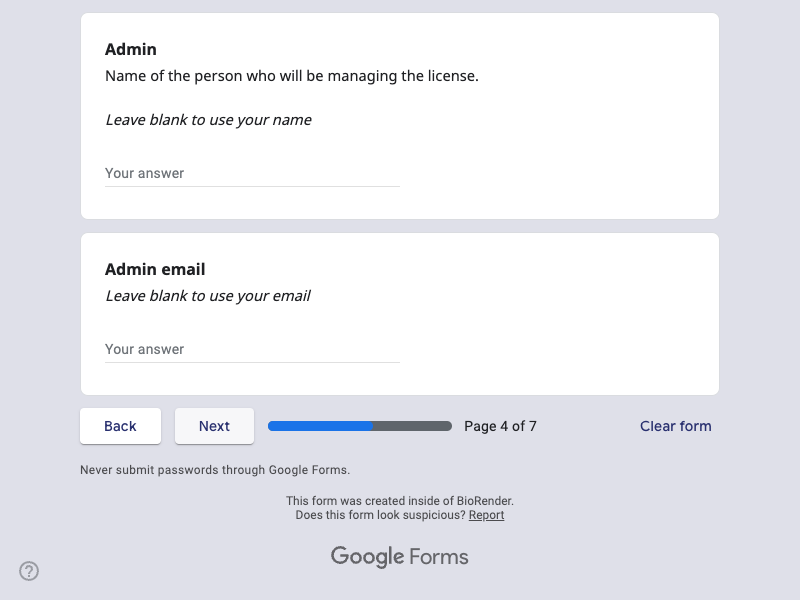 Admin
Name of the person who will be managing the license.
Leave blank to use your name
Your answer
Admin email
Leave blank to use your email
Your answer
Back
Next
Page 4 of 7
Clear form
Never submit passwords through Google Forms.
This form was created inside of BioRender.
Does this form look suspicious? Report
Google Forms